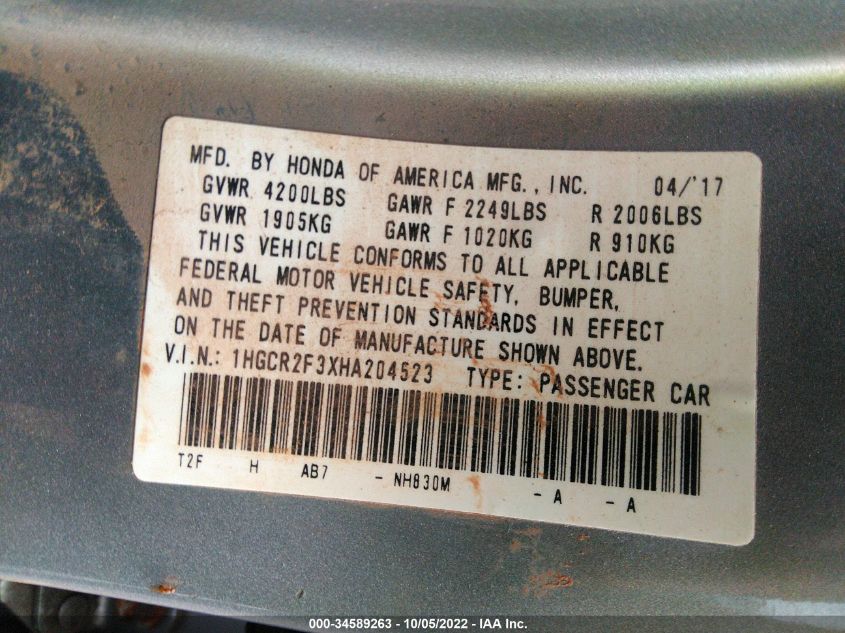 MFD. BY HONDA OF AMERICA MFG., INC. 04/'17
GVWR 4200LBS GAWR F 2249LBS R 2006LBS
GVWR 1905KG GAWR F 1020KG R 910KG
THIS VEHICLE CONFORMS TO ALL APPLICABLE
FEDERAL MOTOR VEHICLE SAFETY, BUMPER,
AND THEFT PREVENTION STANDARDS IN EFFECT
ON THE DATE OF MANUFACTURE SHOWN ABOVE.
V.I.N.: 1HGCR2F3XHA204523 TYPE: PASSENGER CAR
T2F H AB7 - NH830M - A - A
000-34589263 - 10/05/2022 - IAA Inc.